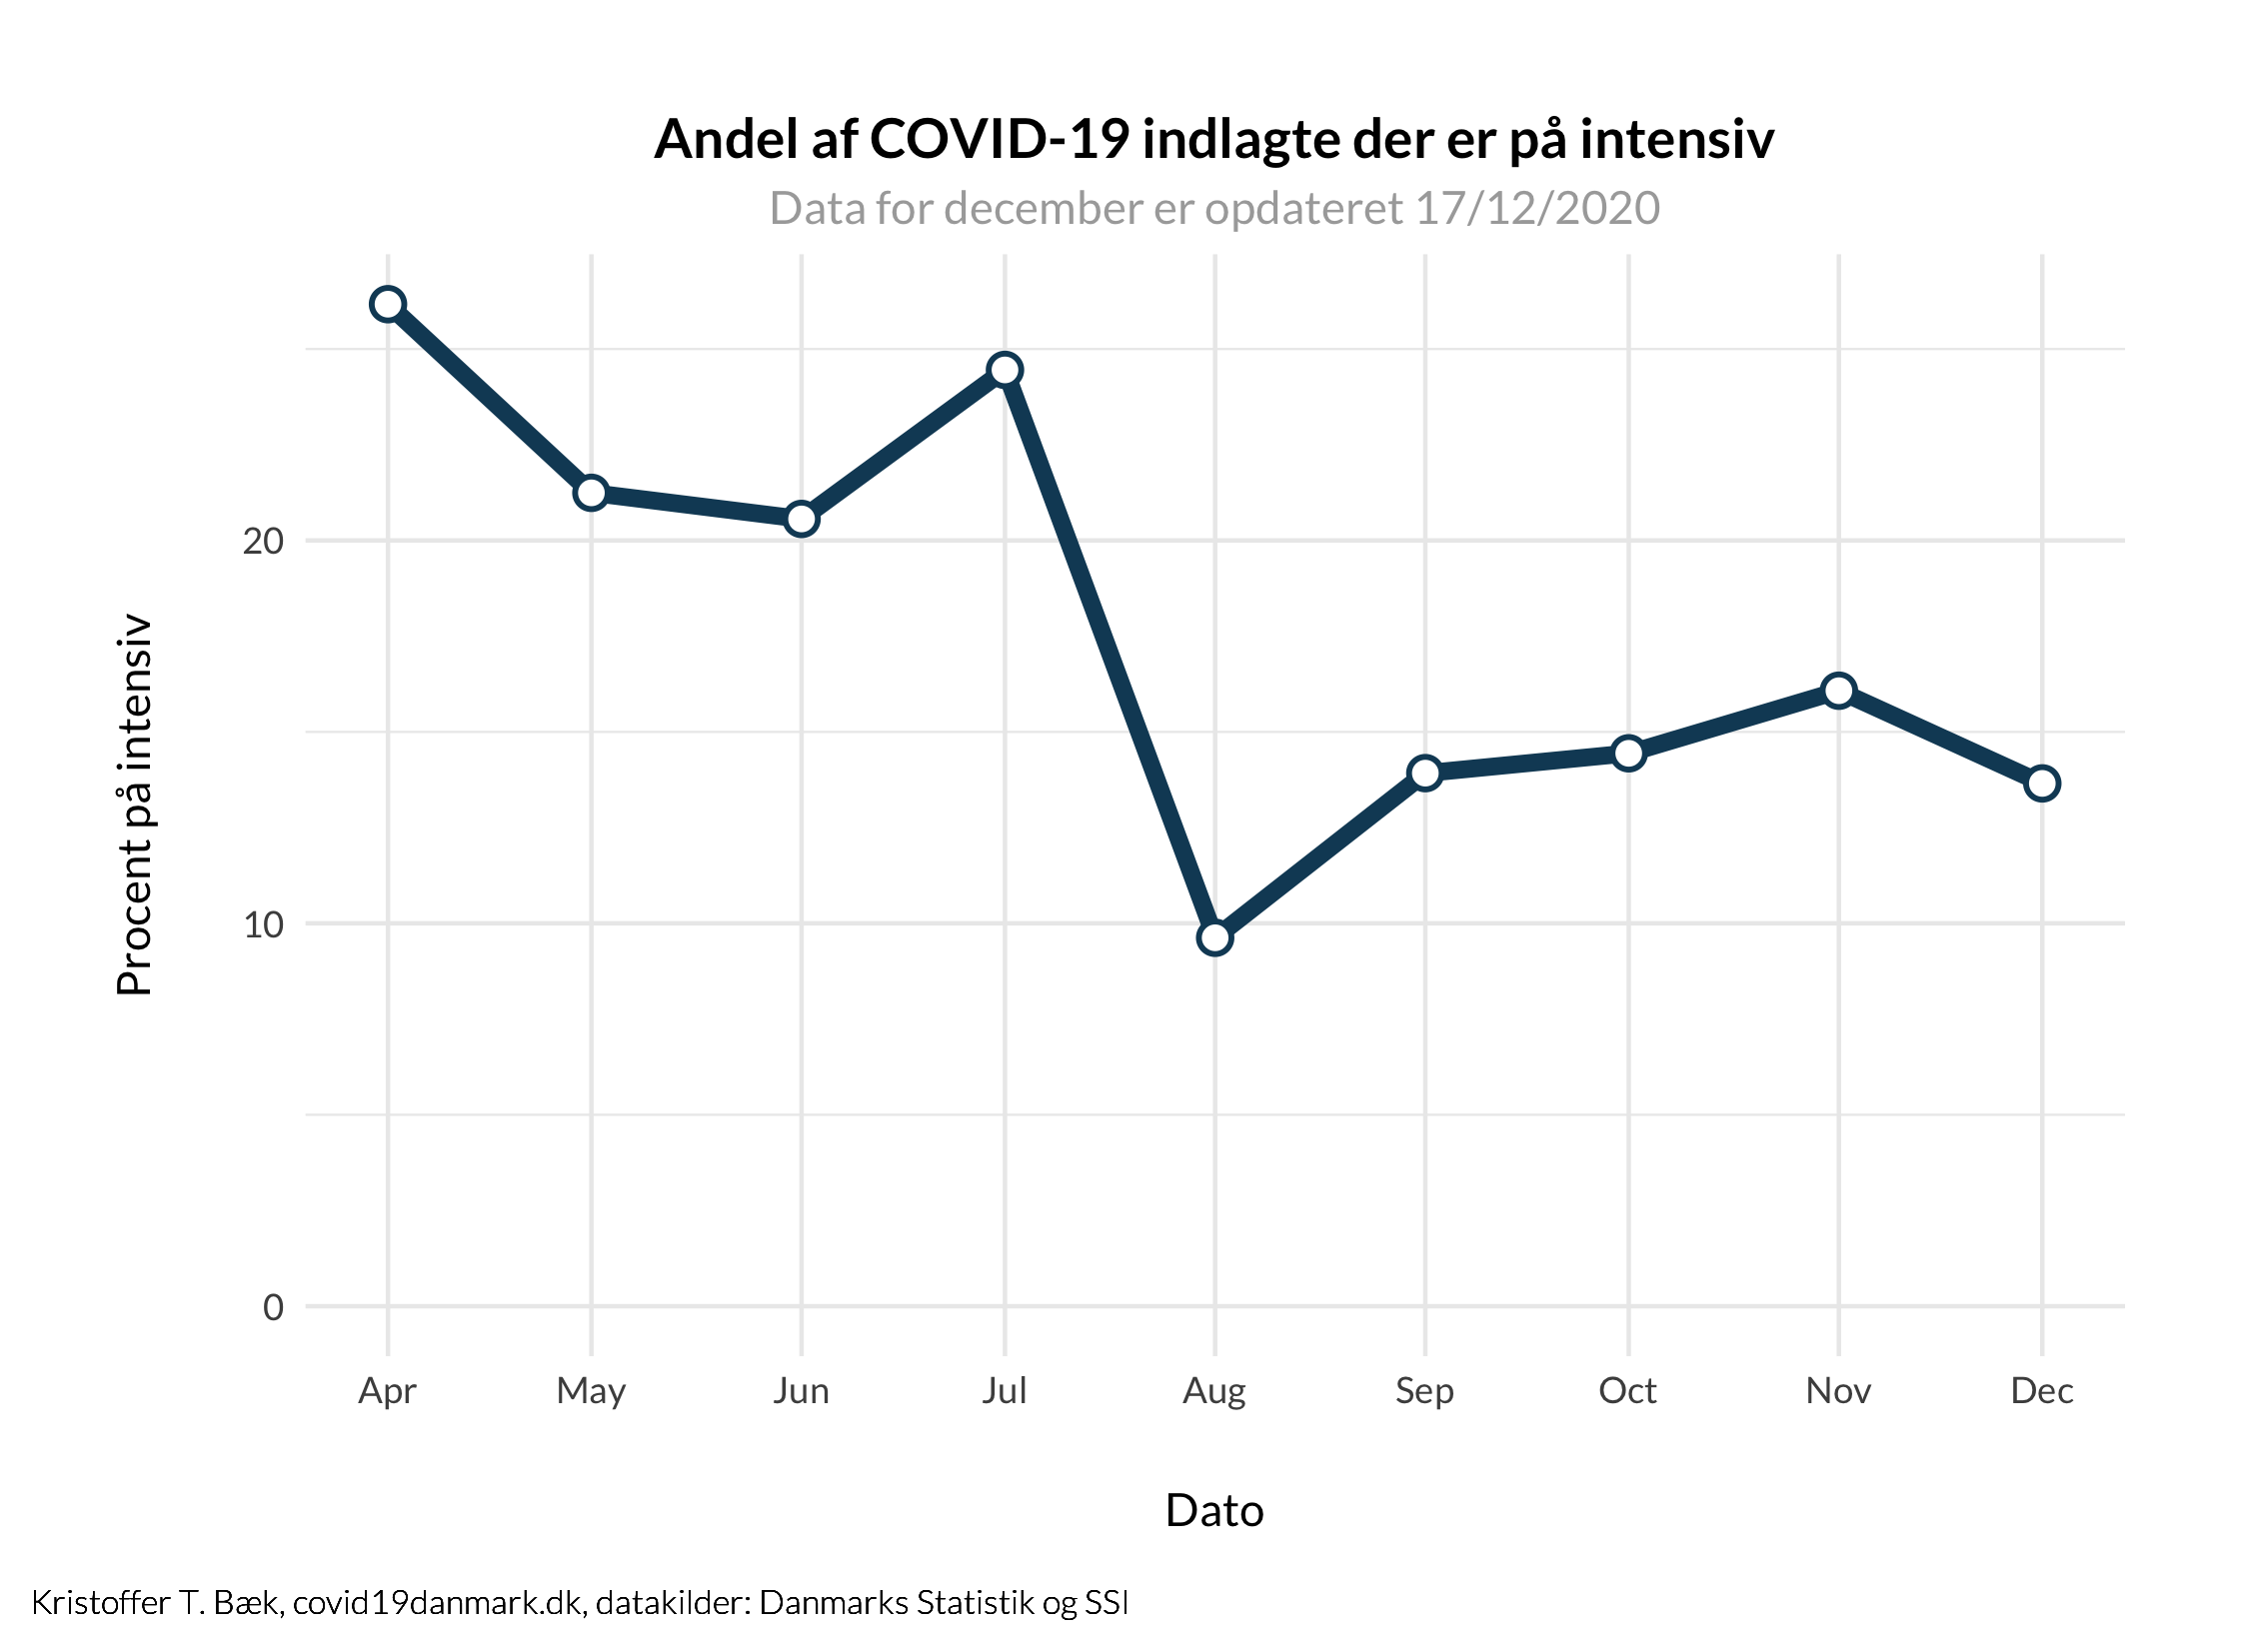 Andel af COVID-19 indlagte der er på intensiv
Data for december er opdateret 17/12/2020
Procent på intensiv
20
10
0
Apr May Jun Jul Aug Sep Oct Nov Dec
Dato
Kristoffer T. Bæk, covid19danmark.dk, datakilder: Danmarks Statistik og SSI